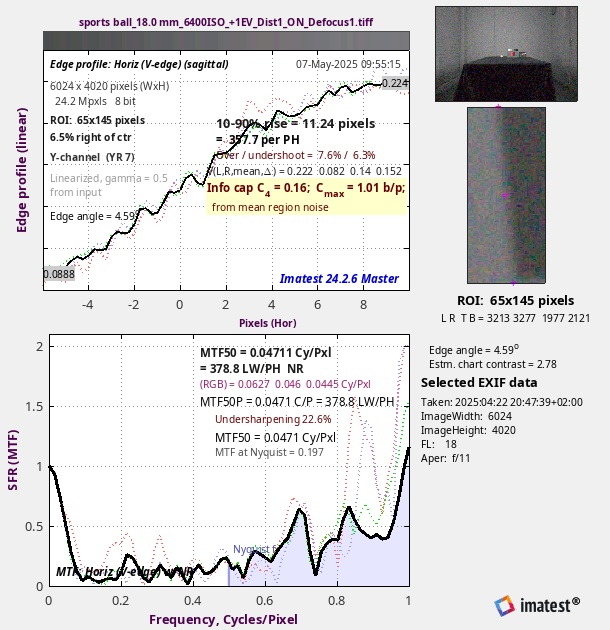 sports ball_18.0 mm_6400ISO_+1EV_Dist1_ON_Defocus1.tiff
Edge profile: Horiz (V-edge) (sagittal)
07-May-2025 09:55:15
6024 x 4020 pixels (WxH)
24.2 Mpxls 8 bit
ROI: 65x145 pixels
6.5% right of ctr
Y-channel (YR 7)
Linearized, gamma = 0.5
from input
Edge angle = 4.59°
0.224
10-90% rise = 11.24 pixels
= 357.7 per PH
Over / undershoot = 7.6% / 6.3%
(L,R,mean,Δ) = 0.222 0.082 0.14 0.152
Info cap C4 = 0.16; Cmax = 1.01 b/p;
from mean region noise
0.0888
Imatest 24.2.6 Master
Edge profile (linear)
-4 -2 0 2 4 6 8
Pixels (Hor)
MTF50 = 0.04711 Cy/Pxl
= 378.8 LW/PH NR
(RGB) = 0.0627 0.046 0.0445 Cy/Pxl
MTF50P = 0.0471 C/P = 378.8 LW/PH
Undersharpening 22.6%
MTF50 = 0.0471 Cy/Pxl
MTF at Nyquist = 0.197
Nyquist f
MTF: Horiz (V-edge) w/NR
SFR (MTF)
2
1.5
1
0.5
0
0 0.2 0.4 0.6 0.8 1
Frequency, Cycles/Pixel
ROI: 65x145 pixels
L R T B = 3213 3277 1977 2121
Edge angle = 4.59°
Estm. chart contrast = 2.78
Selected EXIF data
Taken: 2025:04:22 20:47:39+02:00
ImageWidth: 6024
ImageHeight: 4020
FL: 18
Aper: f/11
imatest®